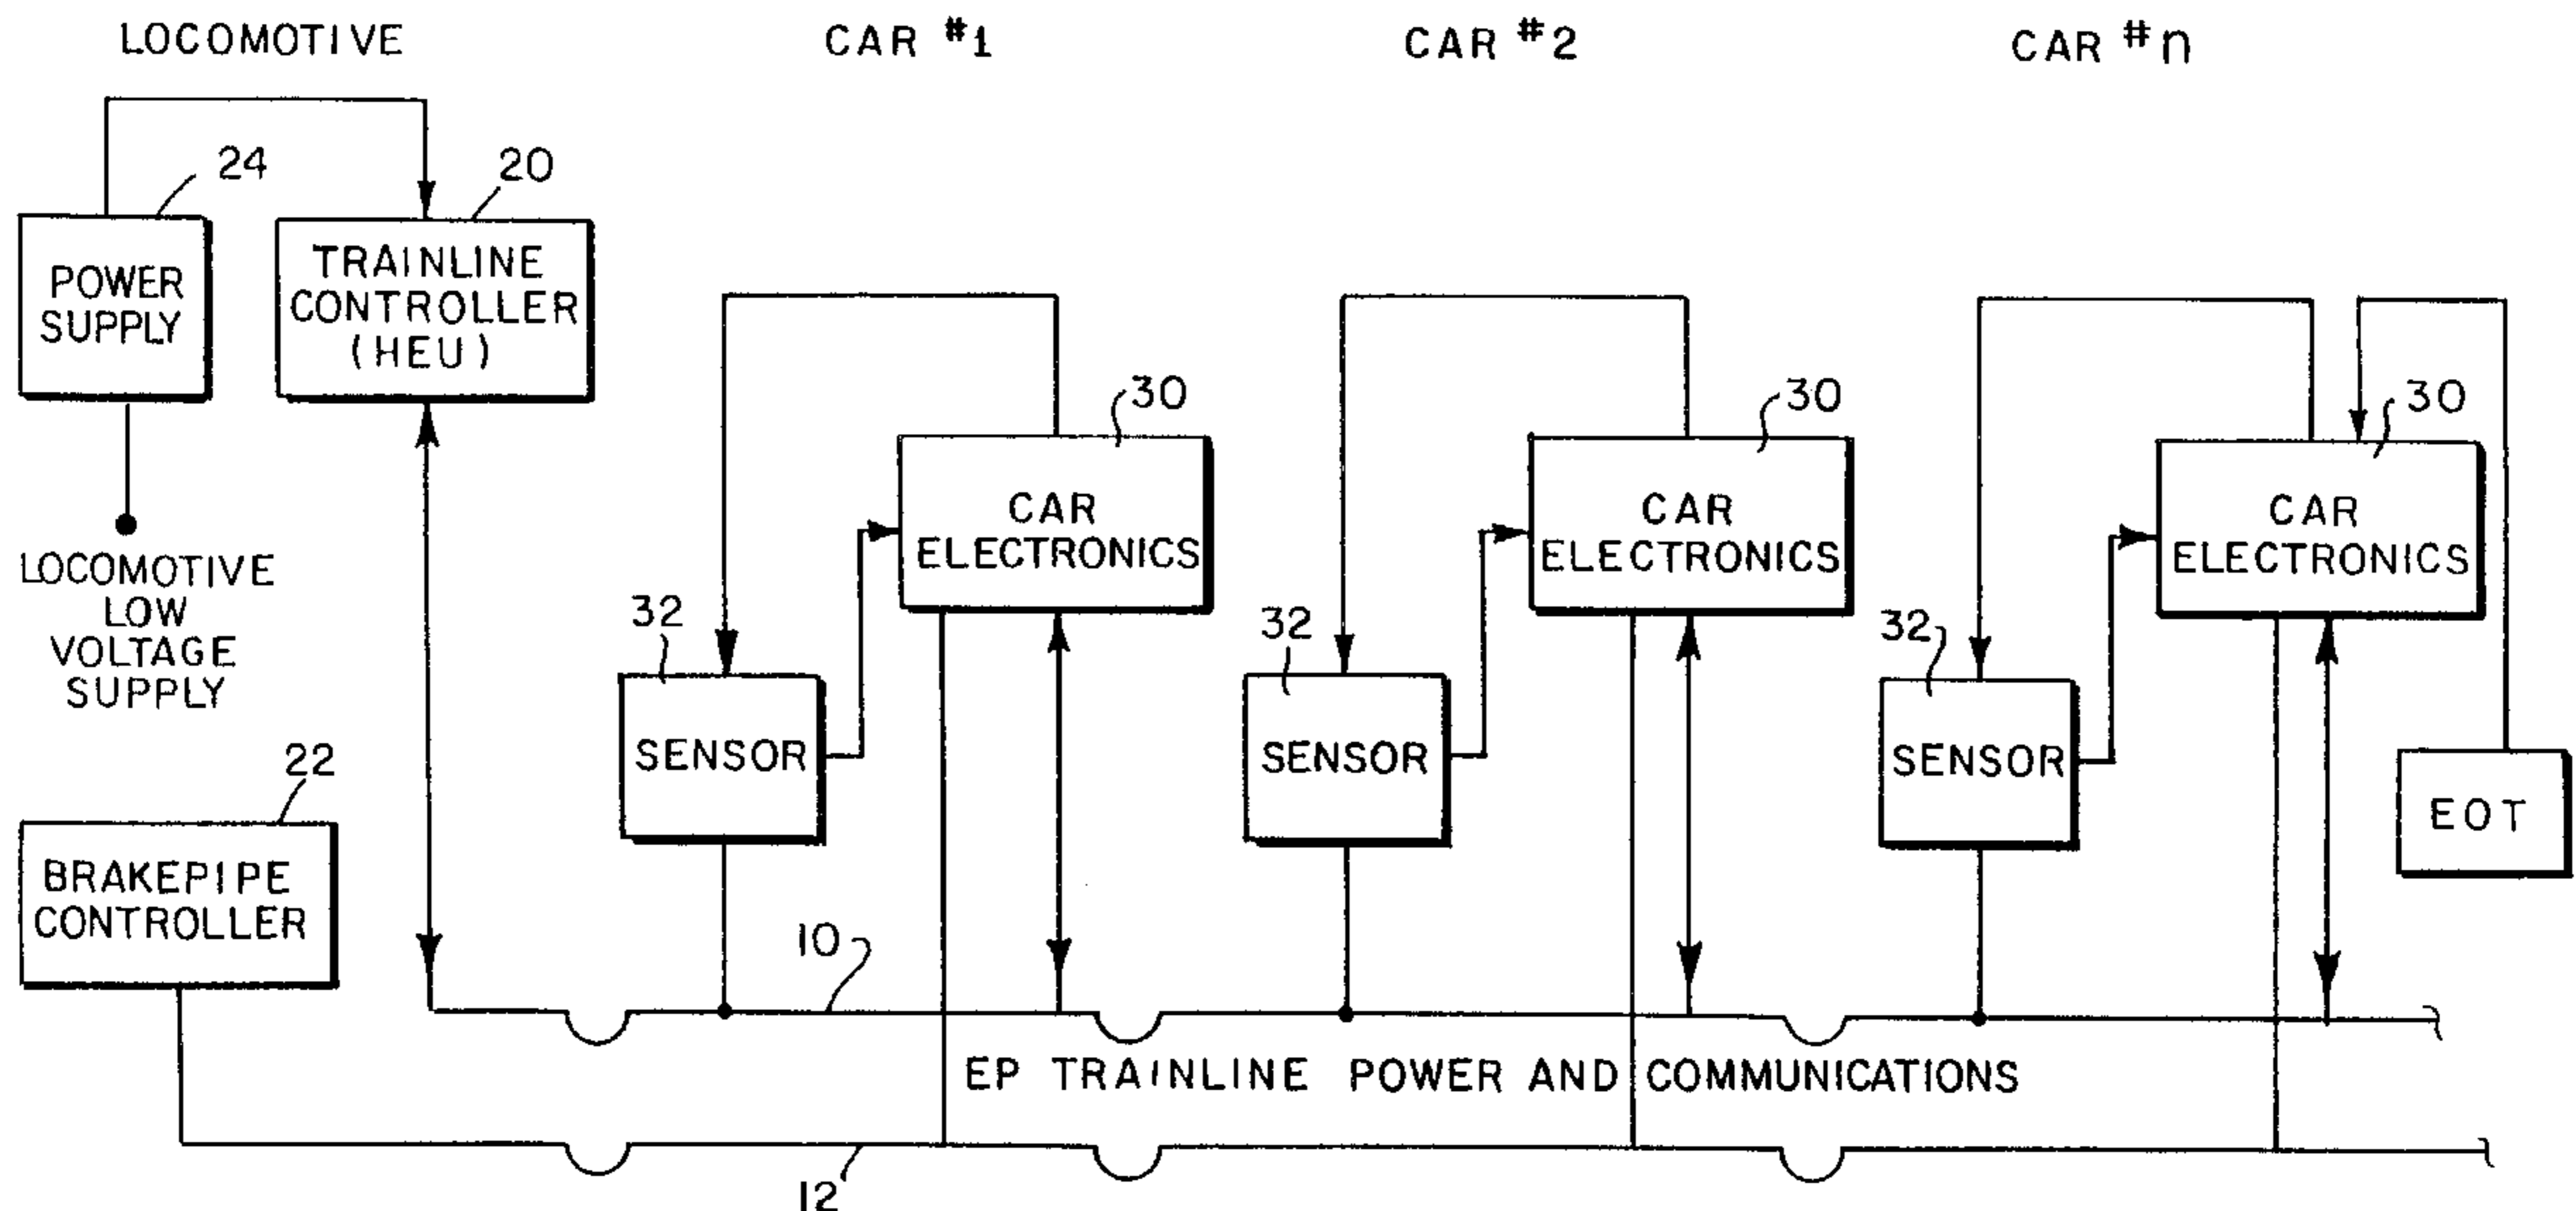 LOCOMOTIVE
CAR #1
CAR #2
CAR #n
24
20
POWER
SUPPLY
TRAINLINE
CONTROLLER
(HEU)
LOCOMOTIVE
LOW
VOLTAGE
SUPPLY
22
BRAKEPIPE
CONTROLLER
30
CAR
ELECTRONICS
32
SENSOR
30
CAR
ELECTRONICS
32
SENSOR
30
CAR
ELECTRONICS
32
SENSOR
EOT
10
EP TRAINLINE POWER AND COMMUNICATIONS
12